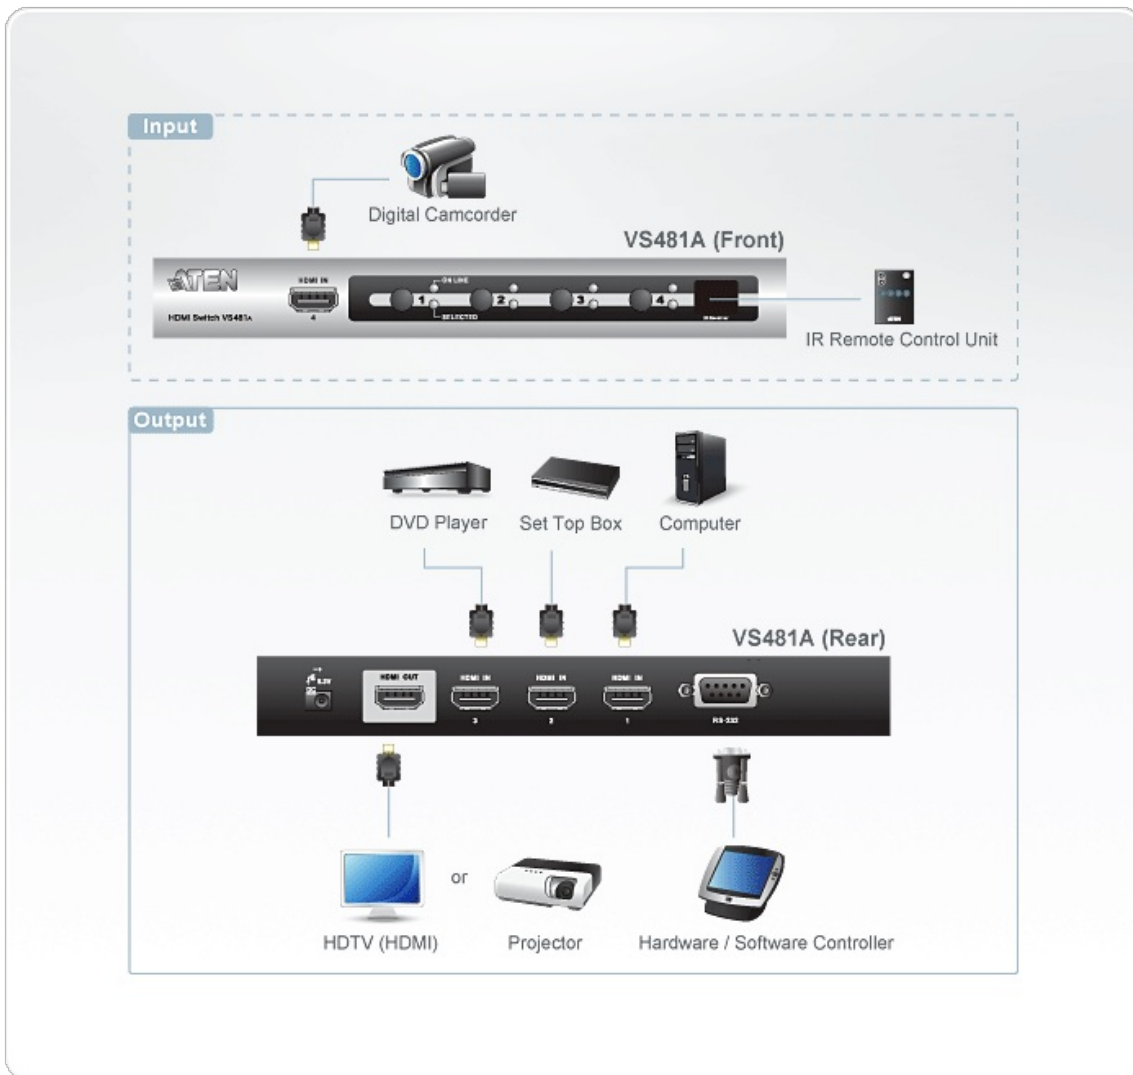 Input
Digital Camcorder
VS481A (Front)
ATEN
HDMI IN
4
HDMI Switch VS481A
ON LINE
1 2 3 4
SELECTED
IR Remote Control Unit
Output
DVD Player
Set Top Box
Computer
VS481A (Rear)
HDMI OUT
HDMI IN
HDMI IN
HDMI IN
3
2
1
RS-232
HDTV (HDMI)
or
Projector
Hardware / Software Controller